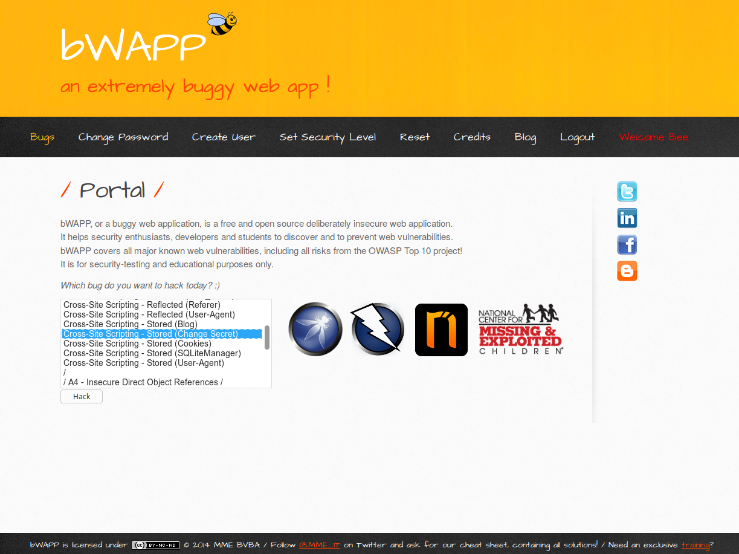 bWAPP
an extremely buggy web app !
Bugs Change Password Create User Set Security Level Reset Credits Blog Logout Welcome Bee
/ Portal /
bWAPP, or a buggy web application, is a free and open source deliberately insecure web application.
It helps security enthusiasts, developers and students to discover and to prevent web vulnerabilities.
bWAPP covers all major known web vulnerabilities, including all risks from the OWASP Top 10 project!
It is for security-testing and educational purposes only.
Which bug do you want to hack today? :)
Cross-Site Scripting - Reflected (Referer)
Cross-Site Scripting - Reflected (User-Agent)
Cross-Site Scripting - Stored (Blog)
Cross-Site Scripting - Stored (Change Secret)
Cross-Site Scripting - Stored (Cookies)
Cross-Site Scripting - Stored (SQLiteManager)
Cross-Site Scripting - Stored (User-Agent)
/
/ A4 - Insecure Direct Object References /
Hack
NATIONAL
CENTER FOR
MISSING &
EXPLOITED
CHILDREN
bWAPP is licensed under © 2014 MME BVBA / Follow @MME_IT on Twitter and ask for our cheat sheet, containing all solutions! / Need an exclusive training?